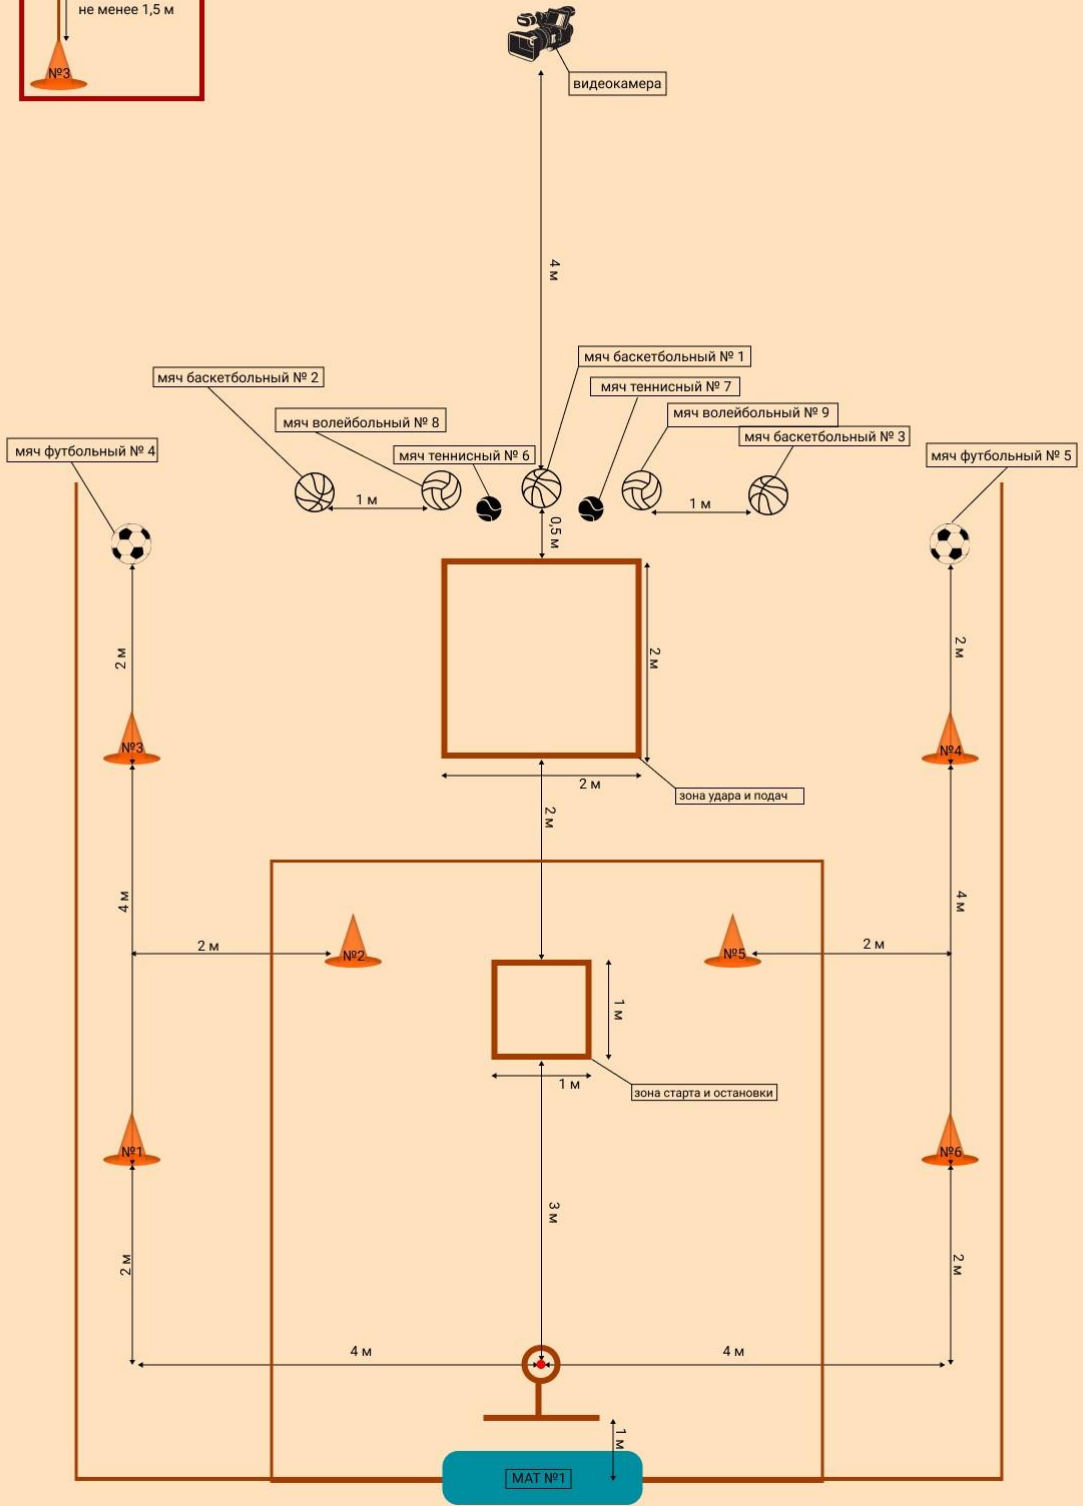 не менее 1,5 м
№3
видеокамера
4 м
мяч баскетбольный № 1
мяч баскетбольный № 2
мяч теннисный № 7
мяч волейбольный № 9
мяч волейбольный № 8
мяч баскетбольный № 3
мяч футбольный № 4
мяч теннисный № 6
мяч футбольный № 5
1 м
1 м
0,5 м
2 м
2 м
2 м
№3
№4
2 м
зона удара и подач
2 м
4 м
4 м
2 м
№2
№5
2 м
1 м
1 м
зона старта и остановки
№1
№6
3 м
2 м
2 м
4 м
4 м
1 м
МАТ №1